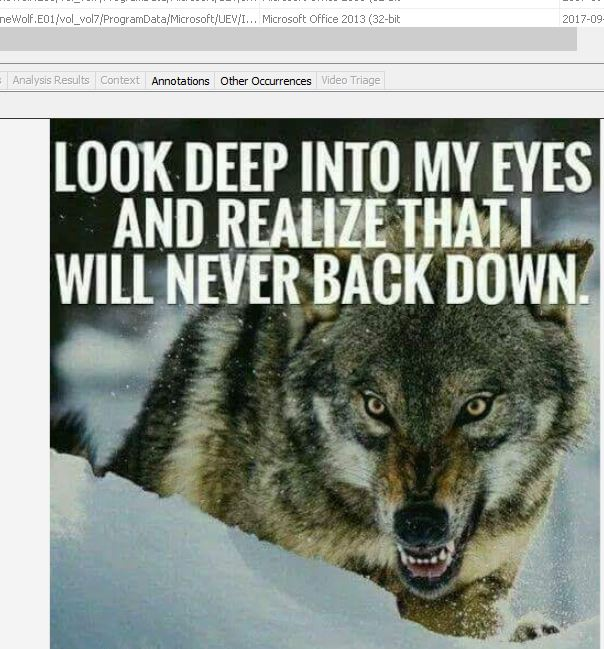 neWolf.E01/vol_vol7/ProgramData/Microsoft/UEV/I... Microsoft Office 2013 (32-bit 2017-09-
Analysis Results Context Annotations Other Occurrences Video Triage
LOOK DEEP INTO MY EYES
AND REALIZE THAT I
WILL NEVER BACK DOWN.